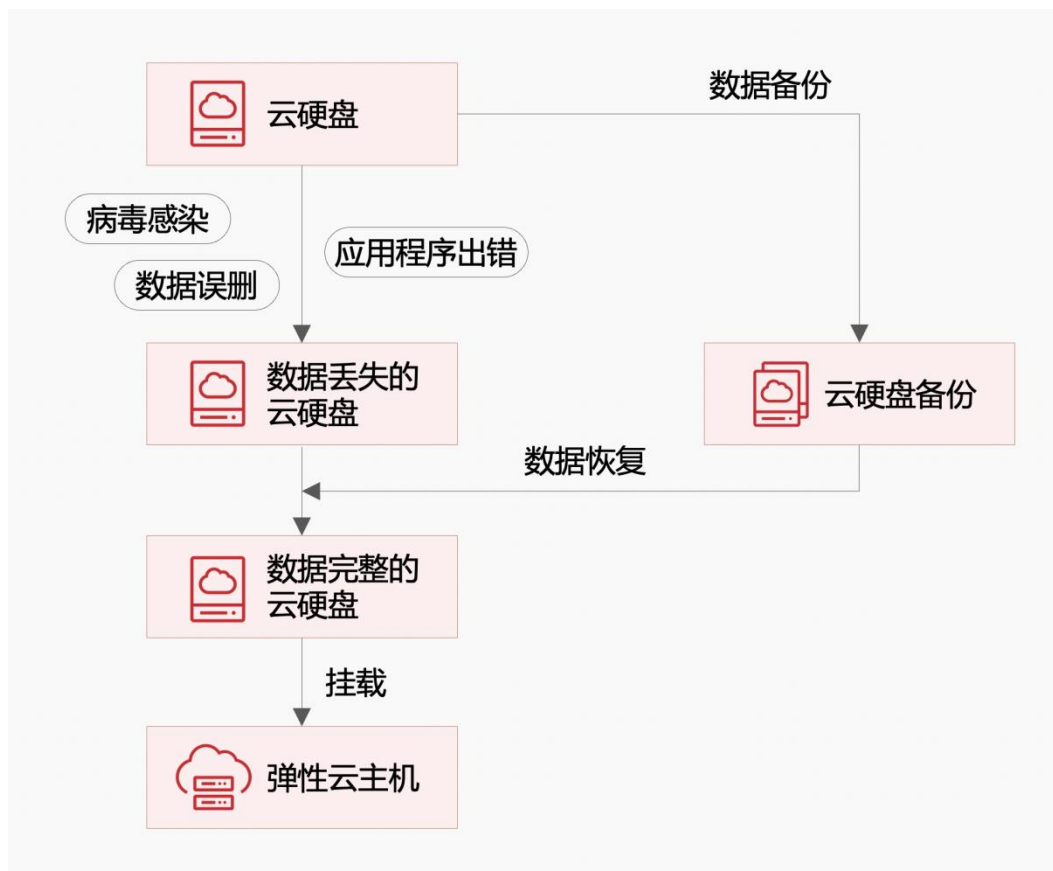 云硬盘
数据备份
病毒感染
应用程序出错
数据误删
数据丢失的
云硬盘
云硬盘备份
数据恢复
数据完整的
云硬盘
挂载
弹性云主机